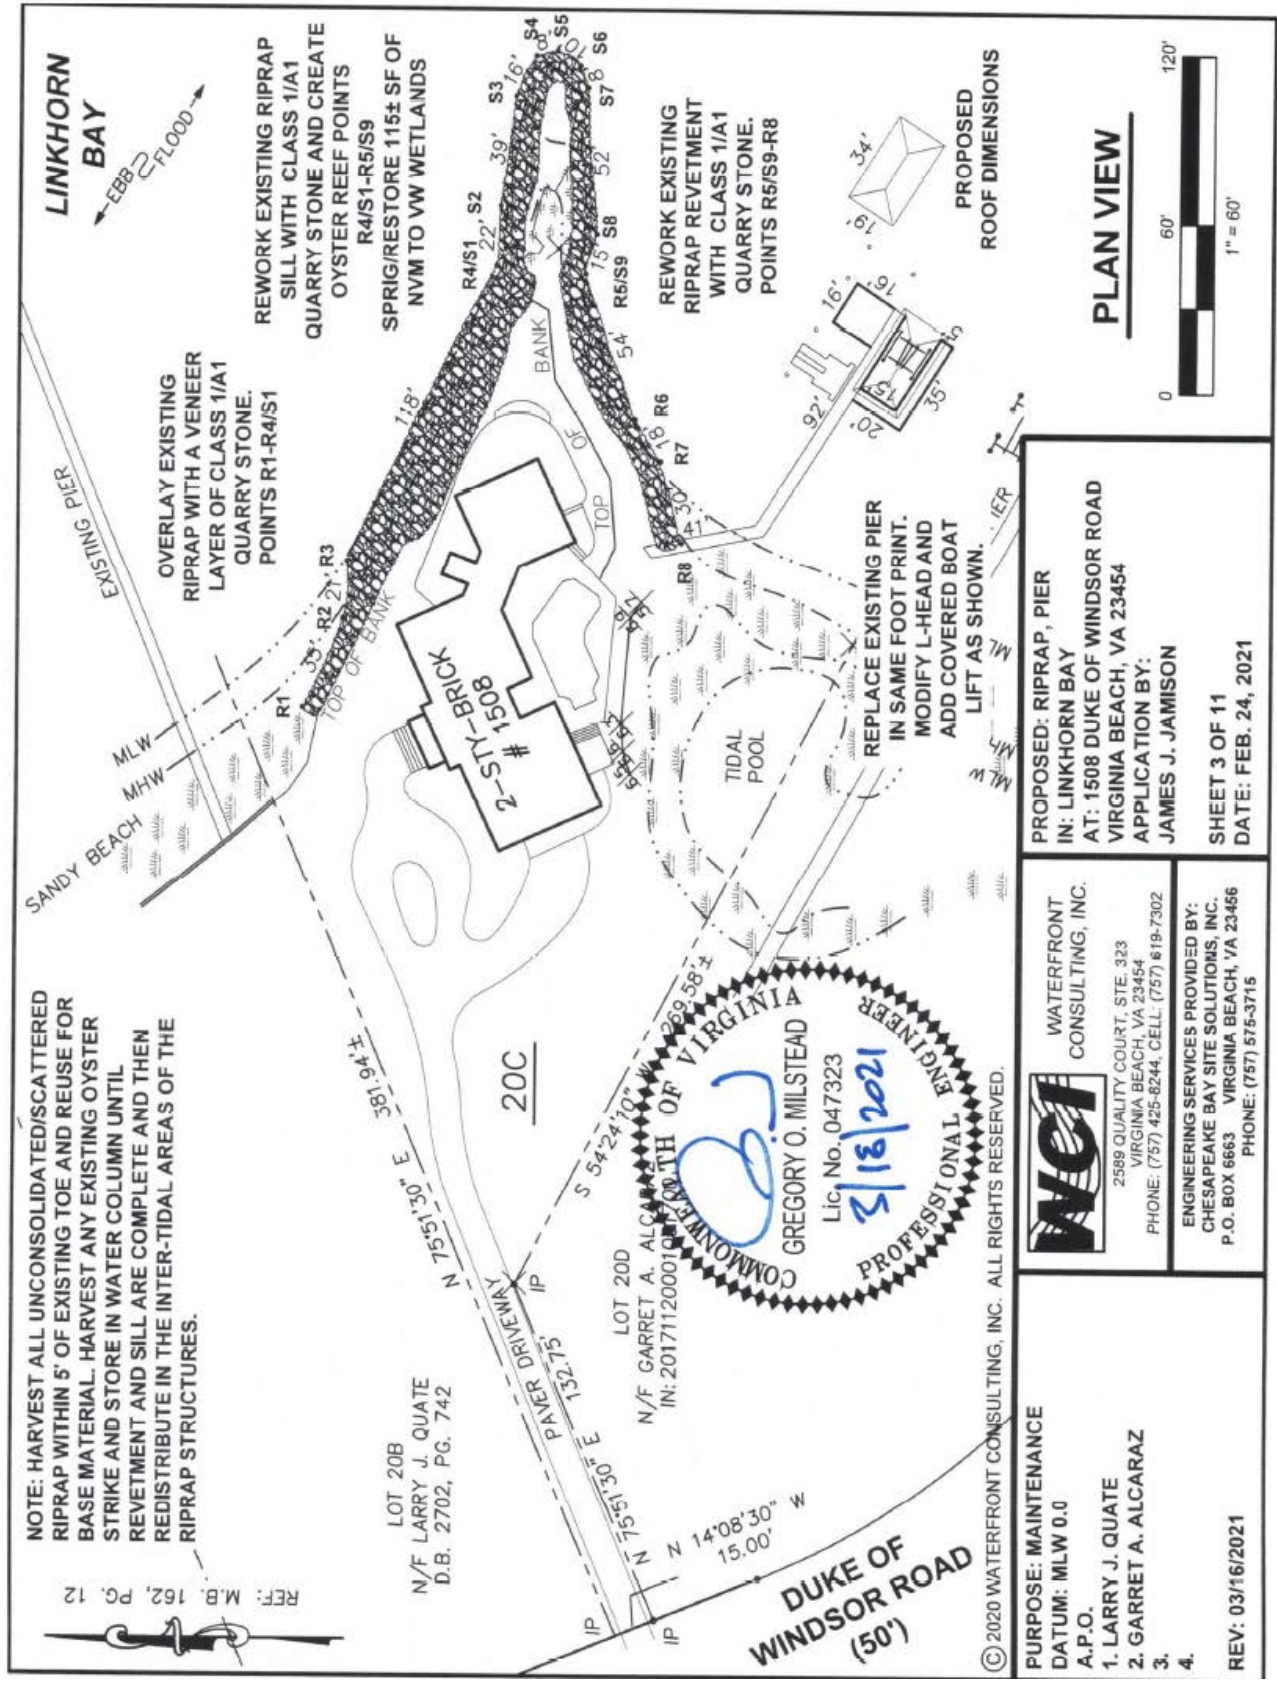 NOTE: HARVEST ALL UNCONSOLIDATED/SCATTERED
RIPRAP WITHIN 5' OF EXISTING TOE AND REUSE FOR
BASE MATERIAL. HARVEST ANY EXISTING OYSTER
STRIKE AND STORE IN WATER COLUMN UNTIL
REVETMENT AND SILL ARE COMPLETE AND THEN
REDISTRIBUTE IN THE INTER-TIDAL AREAS OF THE
RIPRAP STRUCTURES.
REF: M.B. 162, PG. 12
SANDY BEACH
MHW
MLW
EXISTING PIER
LINKHORN
BAY
EBB
FLOOD
OVERLAY EXISTING
RIPRAP WITH A VENEER
LAYER OF CLASS 1/A1
QUARRY STONE.
POINTS R1-R4/S1
REWORK EXISTING RIPRAP
SILL WITH CLASS 1/A1
QUARRY STONE AND CREATE
OYSTER REEF POINTS
R4/S1-R5/S9
SPRIG/RESTORE 115± SF OF
NVM TO VW WETLANDS
R1
35'
R2
21'
R3
118'
R4/S1
22'
S2
39'
S3
16'
S4
S5
10'
S6
S7
52
S8
15'
R5/S9
54'
R6
18'
R7
30'
R8
41'
TOP OF BANK
TOP OF BANK
LOT 20B
N/F LARRY J. QUATE
D.B. 2702, PG. 742
N 75°51'30" E 381.94'±
2-STY-BRICK
# 1508
20C
PAVER DRIVEWAY
132.75'
N 75°51'30" E
IP
IP
IP
S 54°24'10" W 269.58'±
LOT 20D
N/F GARRET A.
N 14°08'30" W
15.00'
DUKE OF
WINDSOR ROAD
(50')
TIDAL
POOL
REWORK EXISTING
RIPRAP REVETMENT
WITH CLASS 1/A1
QUARRY STONE.
POINTS R5/S9-R8
REPLACE EXISTING PIER
IN SAME FOOT PRINT.
MODIFY L-HEAD AND
ADD COVERED BOAT
LIFT AS SHOWN.
92'
16'
16'
15'
20'
35'
5'
IER
ML
MLW
34'
19'
PROPOSED
ROOF DIMENSIONS
COMMONWEALTH OF VIRGINIA
GREGORY O. MILSTEAD
Lic. No. 047323
3/18/2021
PROFESSIONAL ENGINEER
© 2020 WATERFRONT CONSULTING, INC. ALL RIGHTS RESERVED.
PLAN VIEW
0 60' 120'
1" = 60'
PURPOSE: MAINTENANCE
DATUM: MLW 0.0
A.P.O.
1. LARRY J. QUATE
2. GARRET A. ALCARAZ
3.
4.
REV: 03/16/2021
WCI
WATERFRONT
CONSULTING, INC.
2589 QUALITY COURT, STE. 323
VIRGINIA BEACH, VA 23454
PHONE: (757) 425-8244, CELL: (757) 619-7302
ENGINEERING SERVICES PROVIDED BY:
CHESAPEAKE BAY SITE SOLUTIONS, INC.
P.O. BOX 6663 VIRGINIA BEACH, VA 23456
PHONE: (757) 575-3715
PROPOSED: RIPRAP, PIER
IN: LINKHORN BAY
AT: 1508 DUKE OF WINDSOR ROAD
VIRGINIA BEACH, VA 23454
APPLICATION BY:
JAMES J. JAMISON
SHEET 3 OF 11
DATE: FEB. 24, 2021